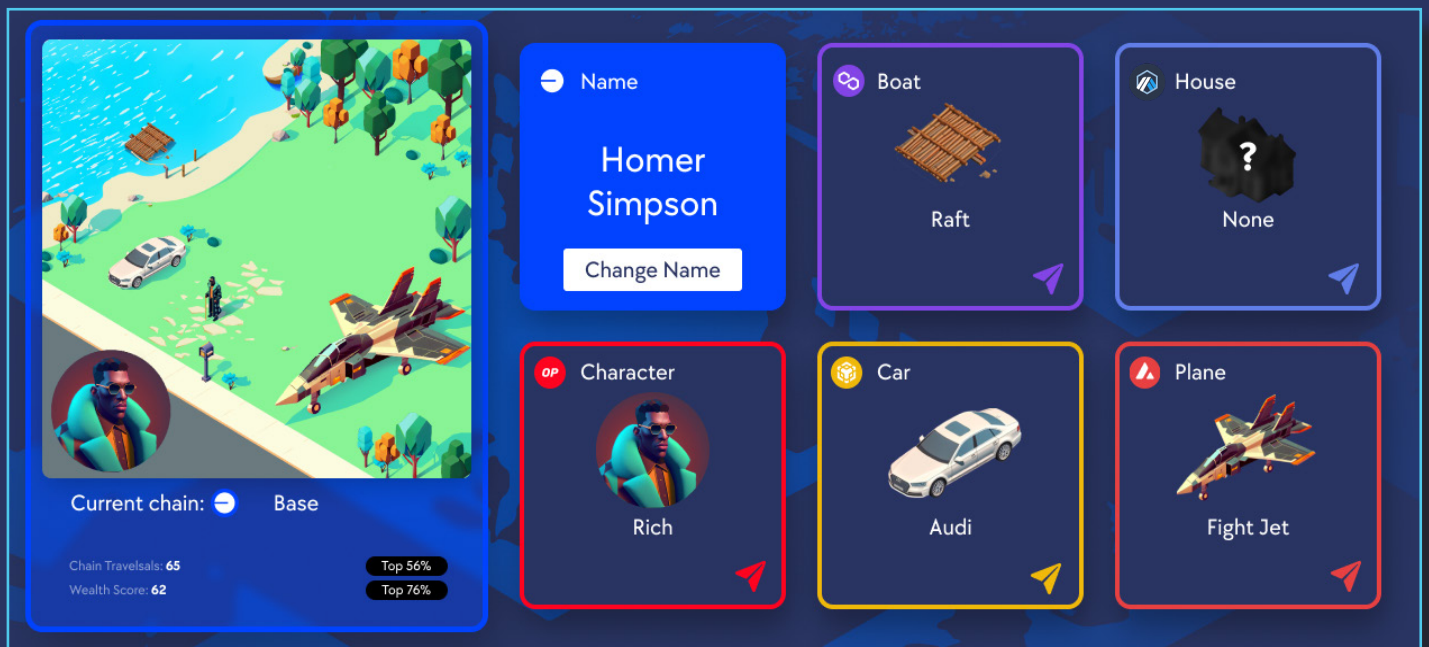 Current chain: Base
Chain Travelsals: 65
Top 56%
Wealth Score: 62
Top 76%
Name
Homer
Simpson
Change Name
Boat
Raft
House
?
None
OP
Character
Rich
Car
Audi
Plane
Fight Jet